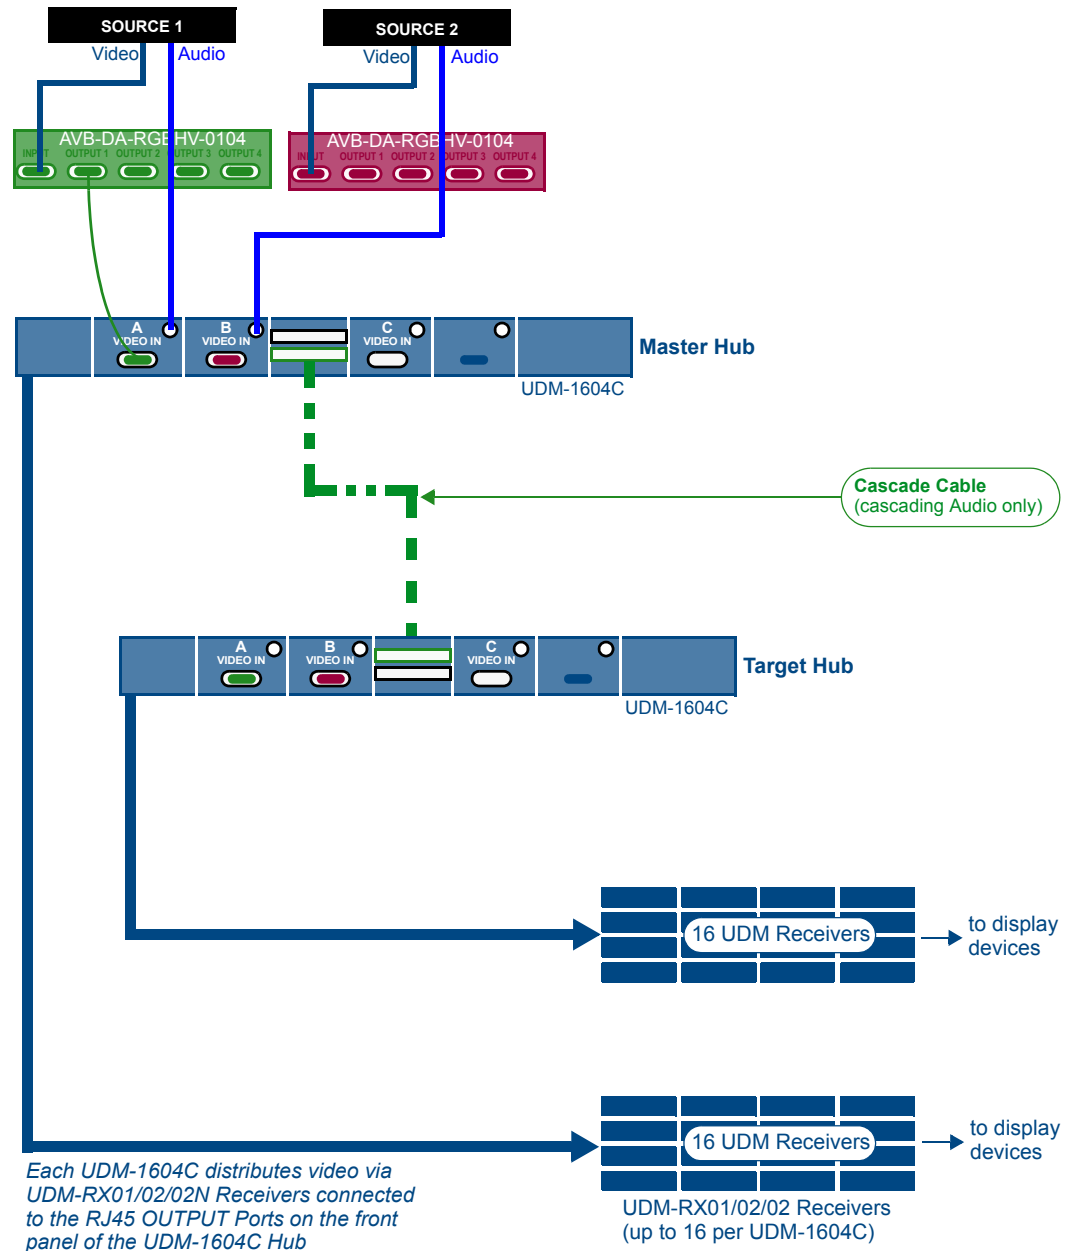 SOURCE 1
SOURCE 2
Video
Audio
Video
Audio
AVB-DA-RGBHV-0104
INPUT OUTPUT 1 OUTPUT 2 OUTPUT 3 OUTPUT 4
AVB-DA-RGBHV-0104
INPUT OUTPUT 1 OUTPUT 2 OUTPUT 3 OUTPUT 4
A
VIDEO IN
B
VIDEO IN
C
VIDEO IN
Master Hub
UDM-1604C
Cascade Cable
(cascading Audio only)
A
VIDEO IN
B
VIDEO IN
C
VIDEO IN
Target Hub
UDM-1604C
16 UDM Receivers
to display
devices
16 UDM Receivers
to display
devices
Each UDM-1604C distributes video via
UDM-RX01/02/02N Receivers connected
to the RJ45 OUTPUT Ports on the front
panel of the UDM-1604C Hub
UDM-RX01/02/02 Receivers
(up to 16 per UDM-1604C)